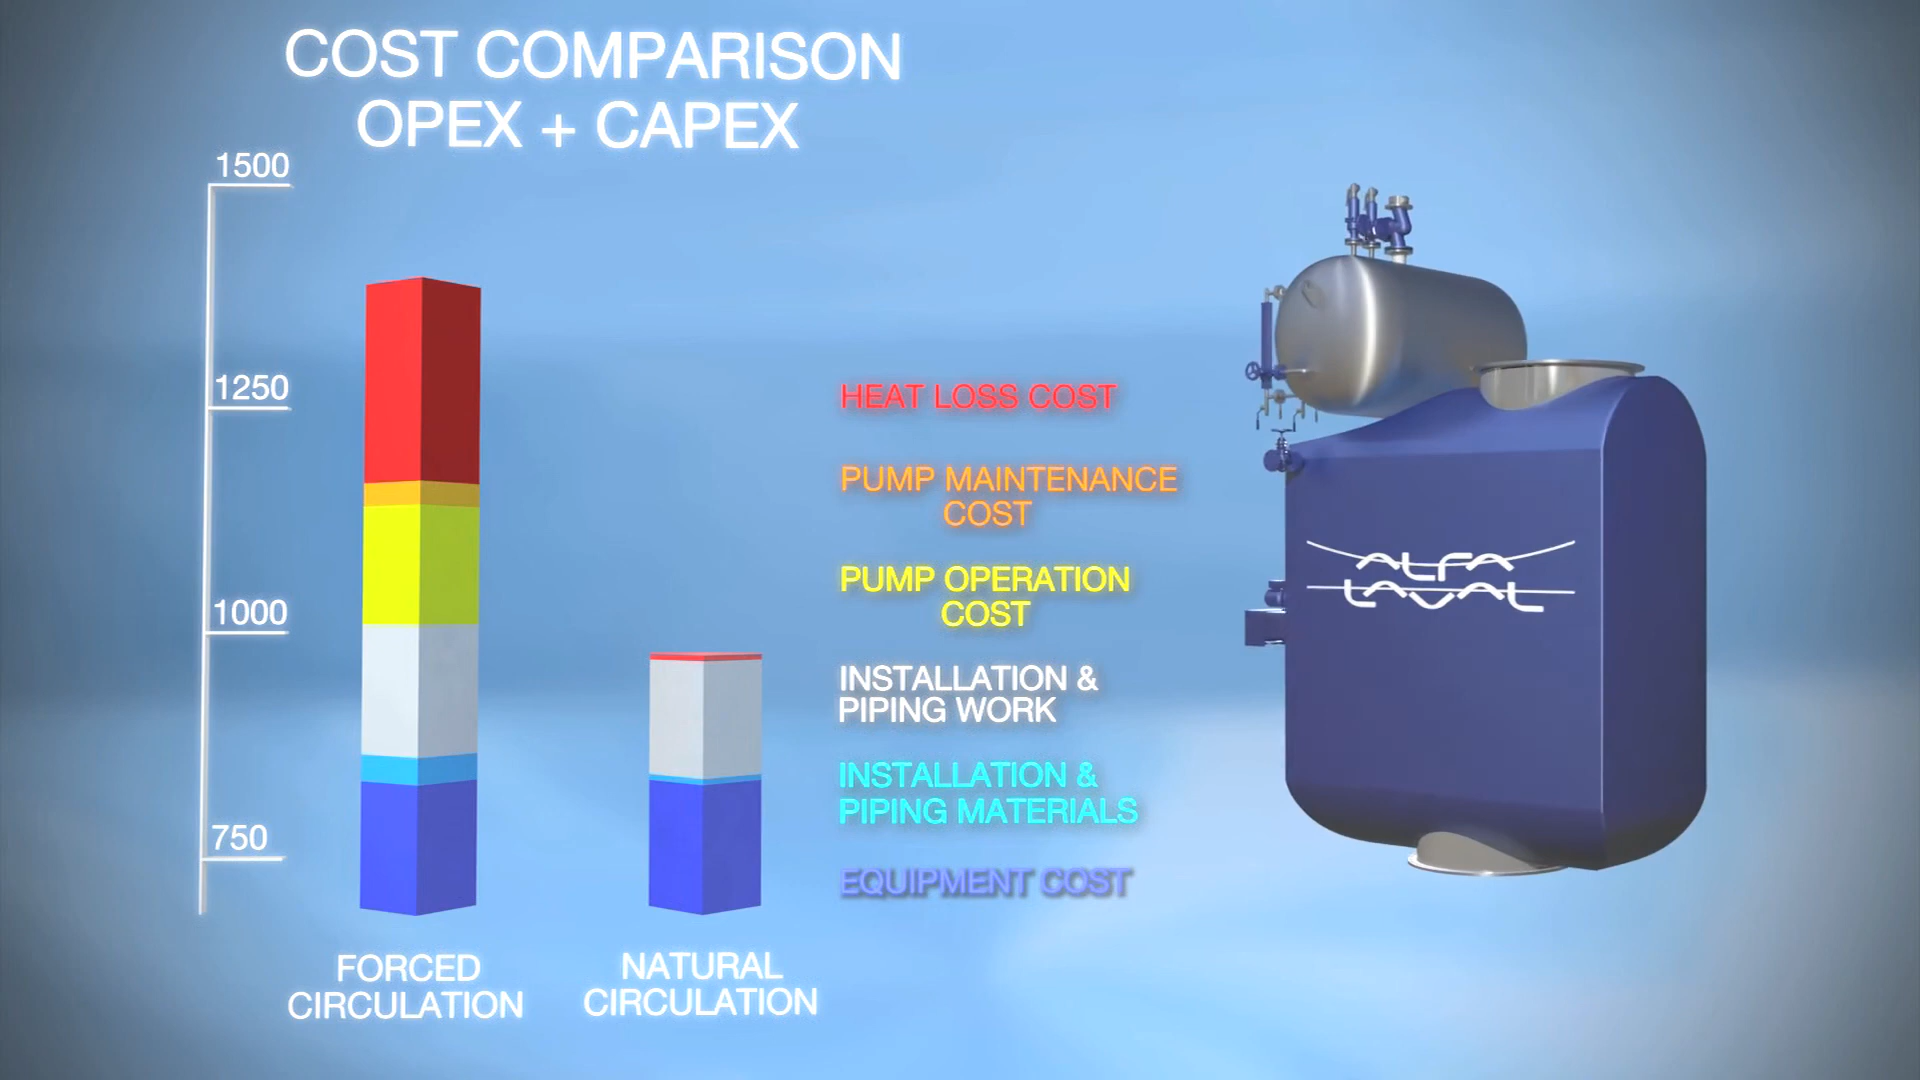 COST COMPARISON
OPEX + CAPEX
1500
1250
1000
750
FORCED
CIRCULATION
NATURAL
CIRCULATION
HEAT LOSS COST
PUMP MAINTENANCE
COST
PUMP OPERATION
COST
INSTALLATION &
PIPING WORK
INSTALLATION &
PIPING MATERIALS
EQUIPMENT COST
ALFA
LAVAL